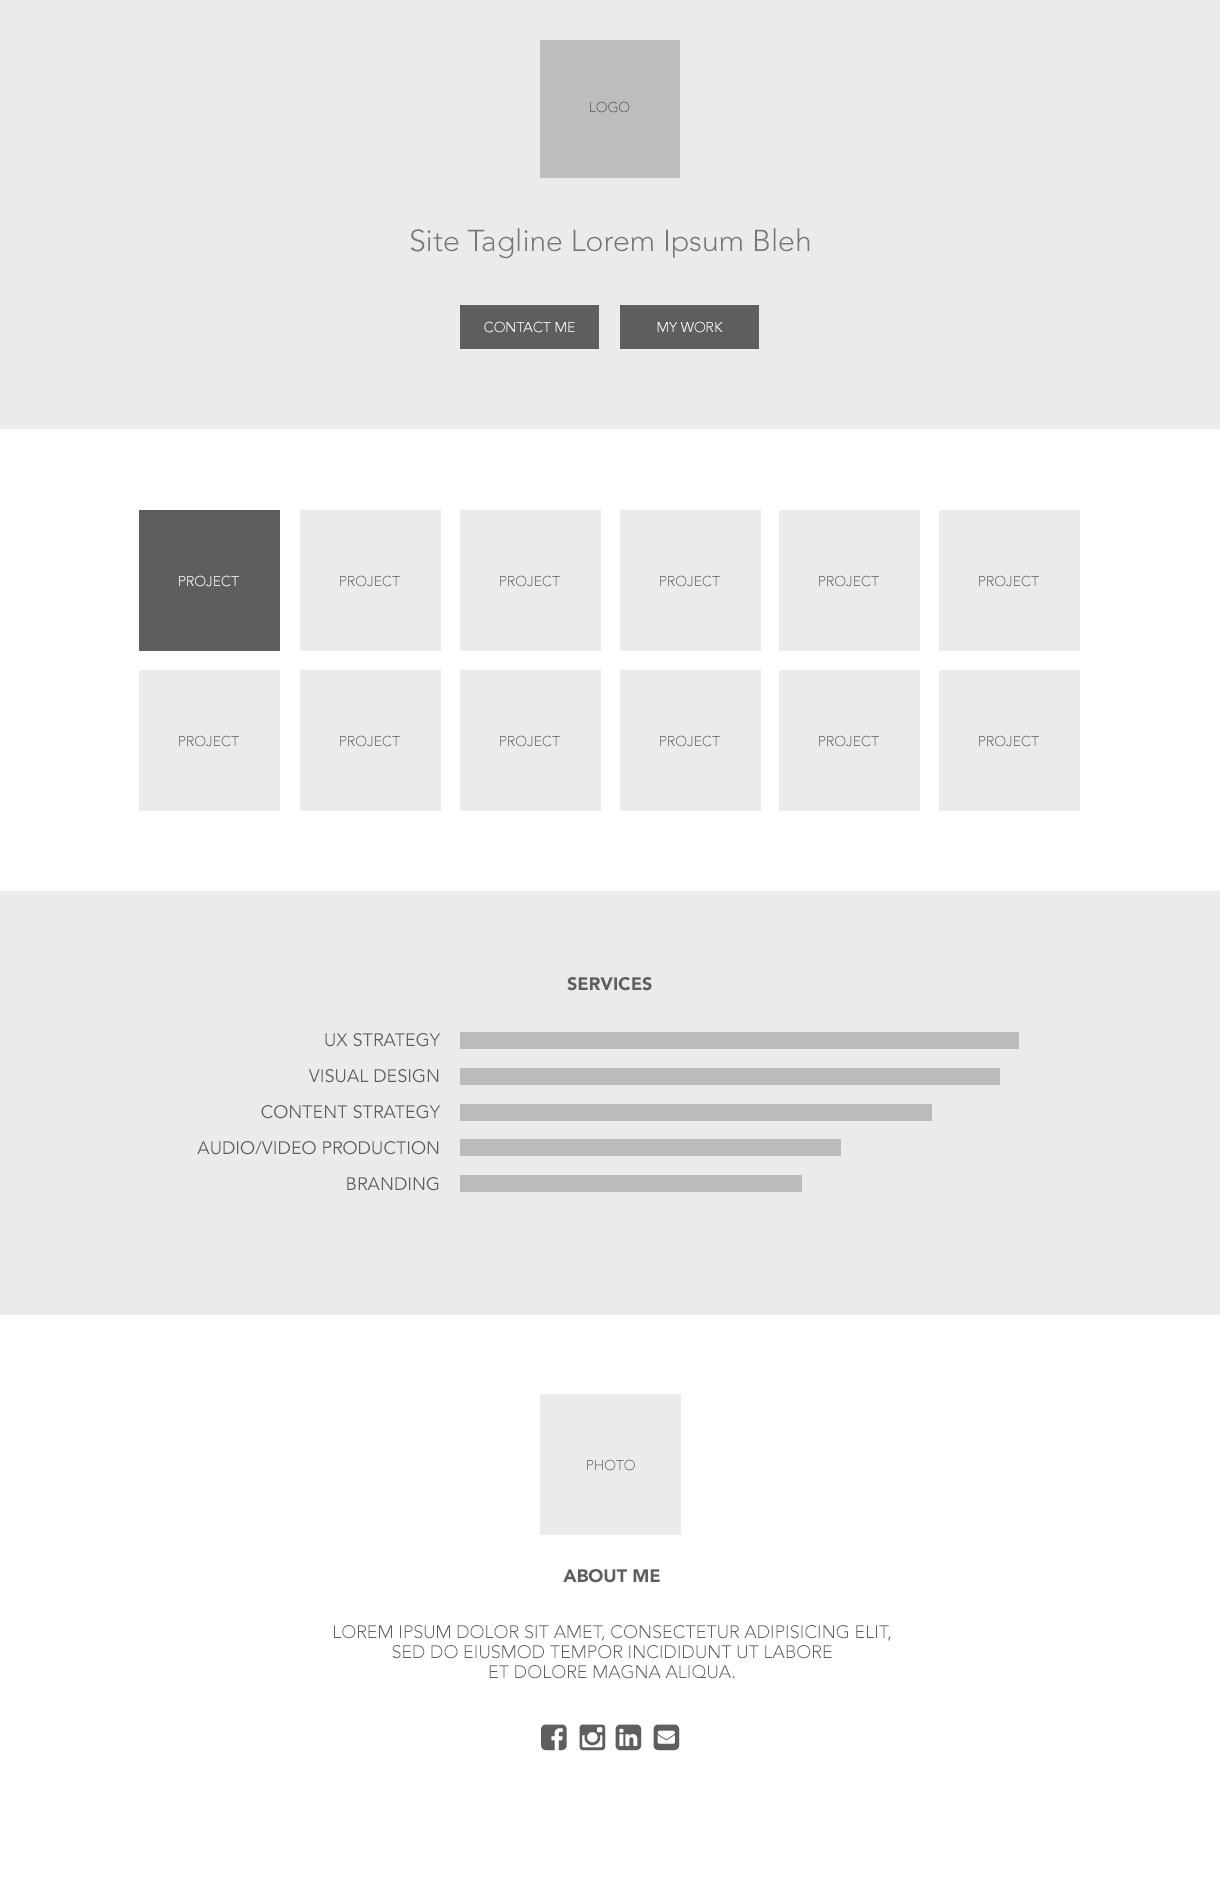 LOGO
Site Tagline Lorem Ipsum Bleh
CONTACT ME MY WORK
PROJECT PROJECT PROJECT PROJECT PROJECT PROJECT
PROJECT PROJECT PROJECT PROJECT PROJECT PROJECT
SERVICES
UX STRATEGY
VISUAL DESIGN
CONTENT STRATEGY
AUDIO/VIDEO PRODUCTION
BRANDING
PHOTO
ABOUT ME
LOREM IPSUM DOLOR SIT AMET, CONSECTETUR ADIPISICING ELIT,
SED DO EIUSMOD TEMPOR INCIDIDUNT UT LABORE
ET DOLORE MAGNA ALIQUA.